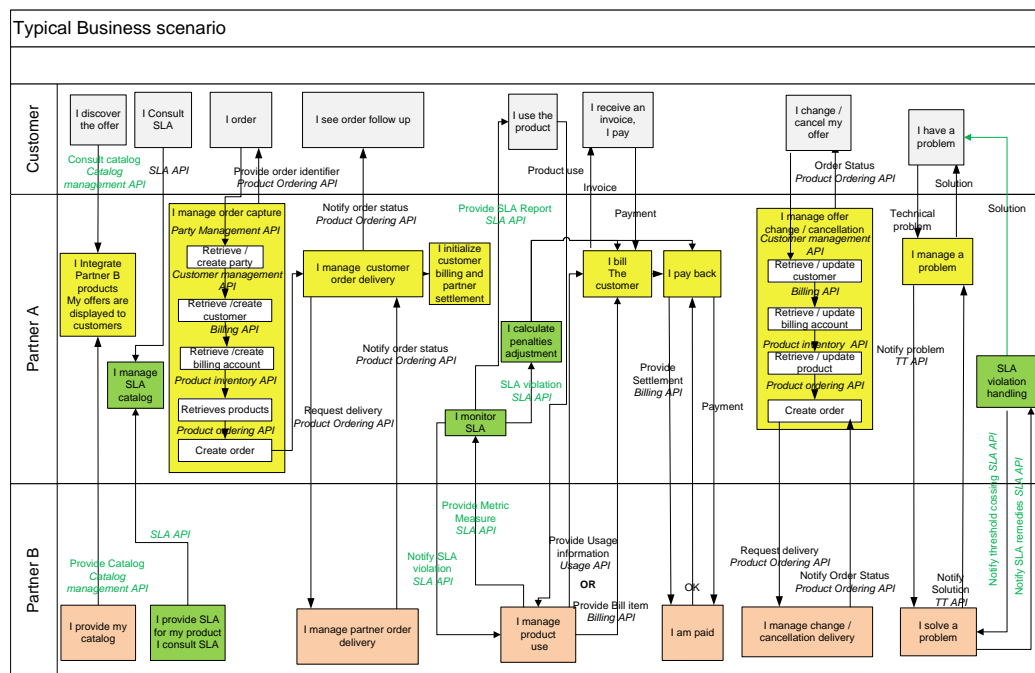 Typical Business scenario
Customer
I discover
the offer
I Consult
SLA
I order
I see order follow up
I use the
product
I receive an
invoice,
I pay
I change /
cancel my
offer
I have a
problem
Consult catalog
Catalog
management API
SLA API
Provide order identifier
Product Ordering API
Product use
Invoice
Order Status
Product Ordering API
Solution
Partner A
I manage order capture
Party Management API
Retrieve /
create party
Customer management
API
Retrieve /create
customer
Billing API
Retrieve /create
billing account
Product inventory API
Retrieves products
Product ordering API
Create order
Notify order status
Product Ordering API
Provide SLA Report
SLA API
Payment
I manage offer
change / cancellation
Customer management
API
Retrieve / update
customer
Billing API
Retrieve / update
billing account
Product inventory API
Retrieve / update
product
Product ordering API
Create order
Technical
problem
Solution
I Integrate
Partner B
products
My offers are
displayed to
customers
I manage customer
order delivery
I initialize
customer
billing and
partner
settlement
I bill
The
customer
I pay back
I manage a
problem
I manage
SLA
catalog
I calculate
penalties
adjustment
Notify order status
Product Ordering API
SLA violation
SLA API
Provide
Settlement
Billing API
Payment
Notify problem
TT API
SLA
violation
handling
Request delivery
Product Ordering API
I monitor
SLA
Notify threshold cossing SLA API
Notify SLA remedies SLA API
Partner B
Provide Catalog
Catalog
management API
SLA API
Notify SLA
violation
SLA API
Provide Metric
Measure
SLA API
Provide Usage
information
Usage API
OR
Provide Bill item
Billing API
OK
Request delivery
Product Ordering API
Notify Order Status
Product Ordering API
Notify
Solution
TT API
I provide my
catalog
I provide SLA
for my product
I consult SLA
I manage partner order
delivery
I manage
product
use
I am paid
I manage change /
cancellation delivery
I solve a
problem